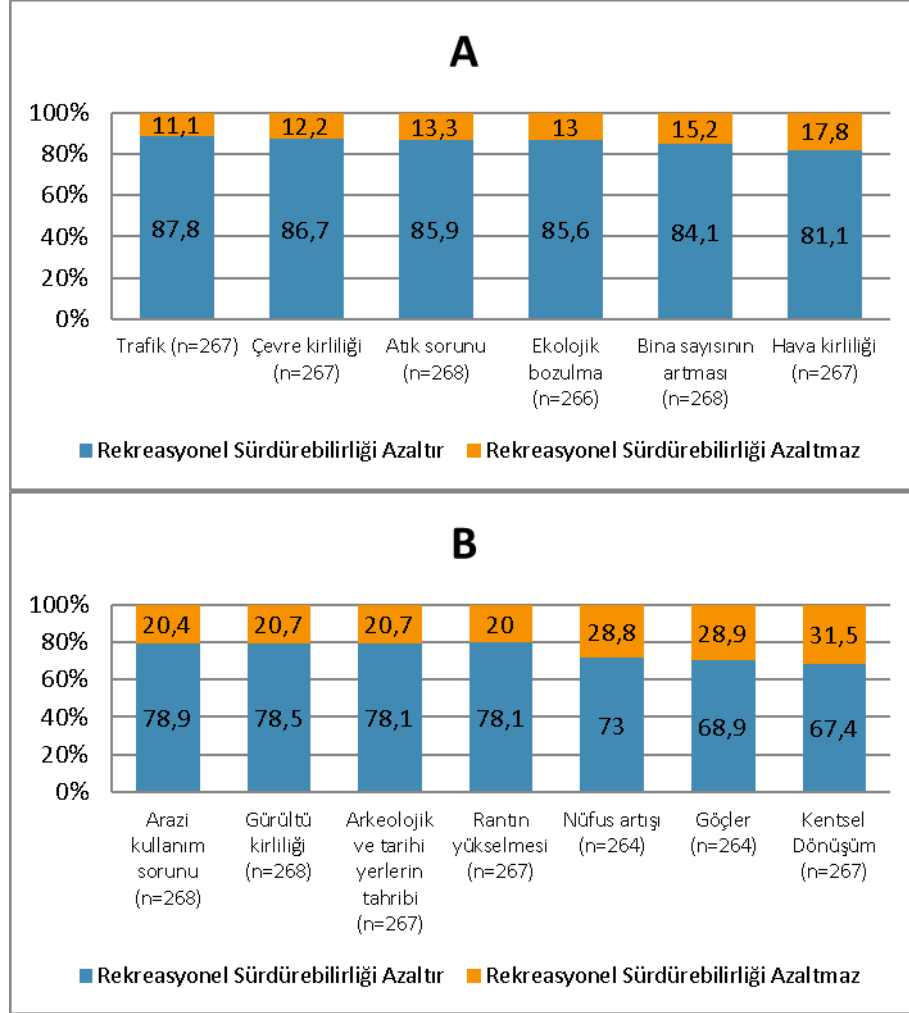 A
100%
80%
60%
40%
20%
0%
11,1 12,2 13,3 13 15,2 17,8
87,8 86,7 85,9 85,6 84,1 81,1
Trafik (n=267)
Çevre kirliliği
(n=267)
Atık sorunu
(n=268)
Ekolojik
bozulma
(n=266)
Bina sayısının
artması
(n=268)
Hava kirliliği
(n=267)
Rekreasyonel Sürdürebilirliği Azaltır
Rekreasyonel Sürdürebilirliği Azaltmaz
B
100%
80%
60%
40%
20%
0%
20,4 20,7 20,7 20 28,8 28,9 31,5
78,9 78,5 78,1 78,1 73 68,9 67,4
Arazi
kullanım
sorunu
(n=268)
Gürültü
kirliliği
(n=268)
Arkeolojik
ve tarihi
yerlerin
tahribi
(n=267)
Rantın
yükselmesi
(n=267)
Nüfus artışı
(n=264)
Göçler
(n=264)
Kentsel
Dönüşüm
(n=267)
Rekreasyonel Sürdürebilirliği Azaltır
Rekreasyonel Sürdürebilirliği Azaltmaz